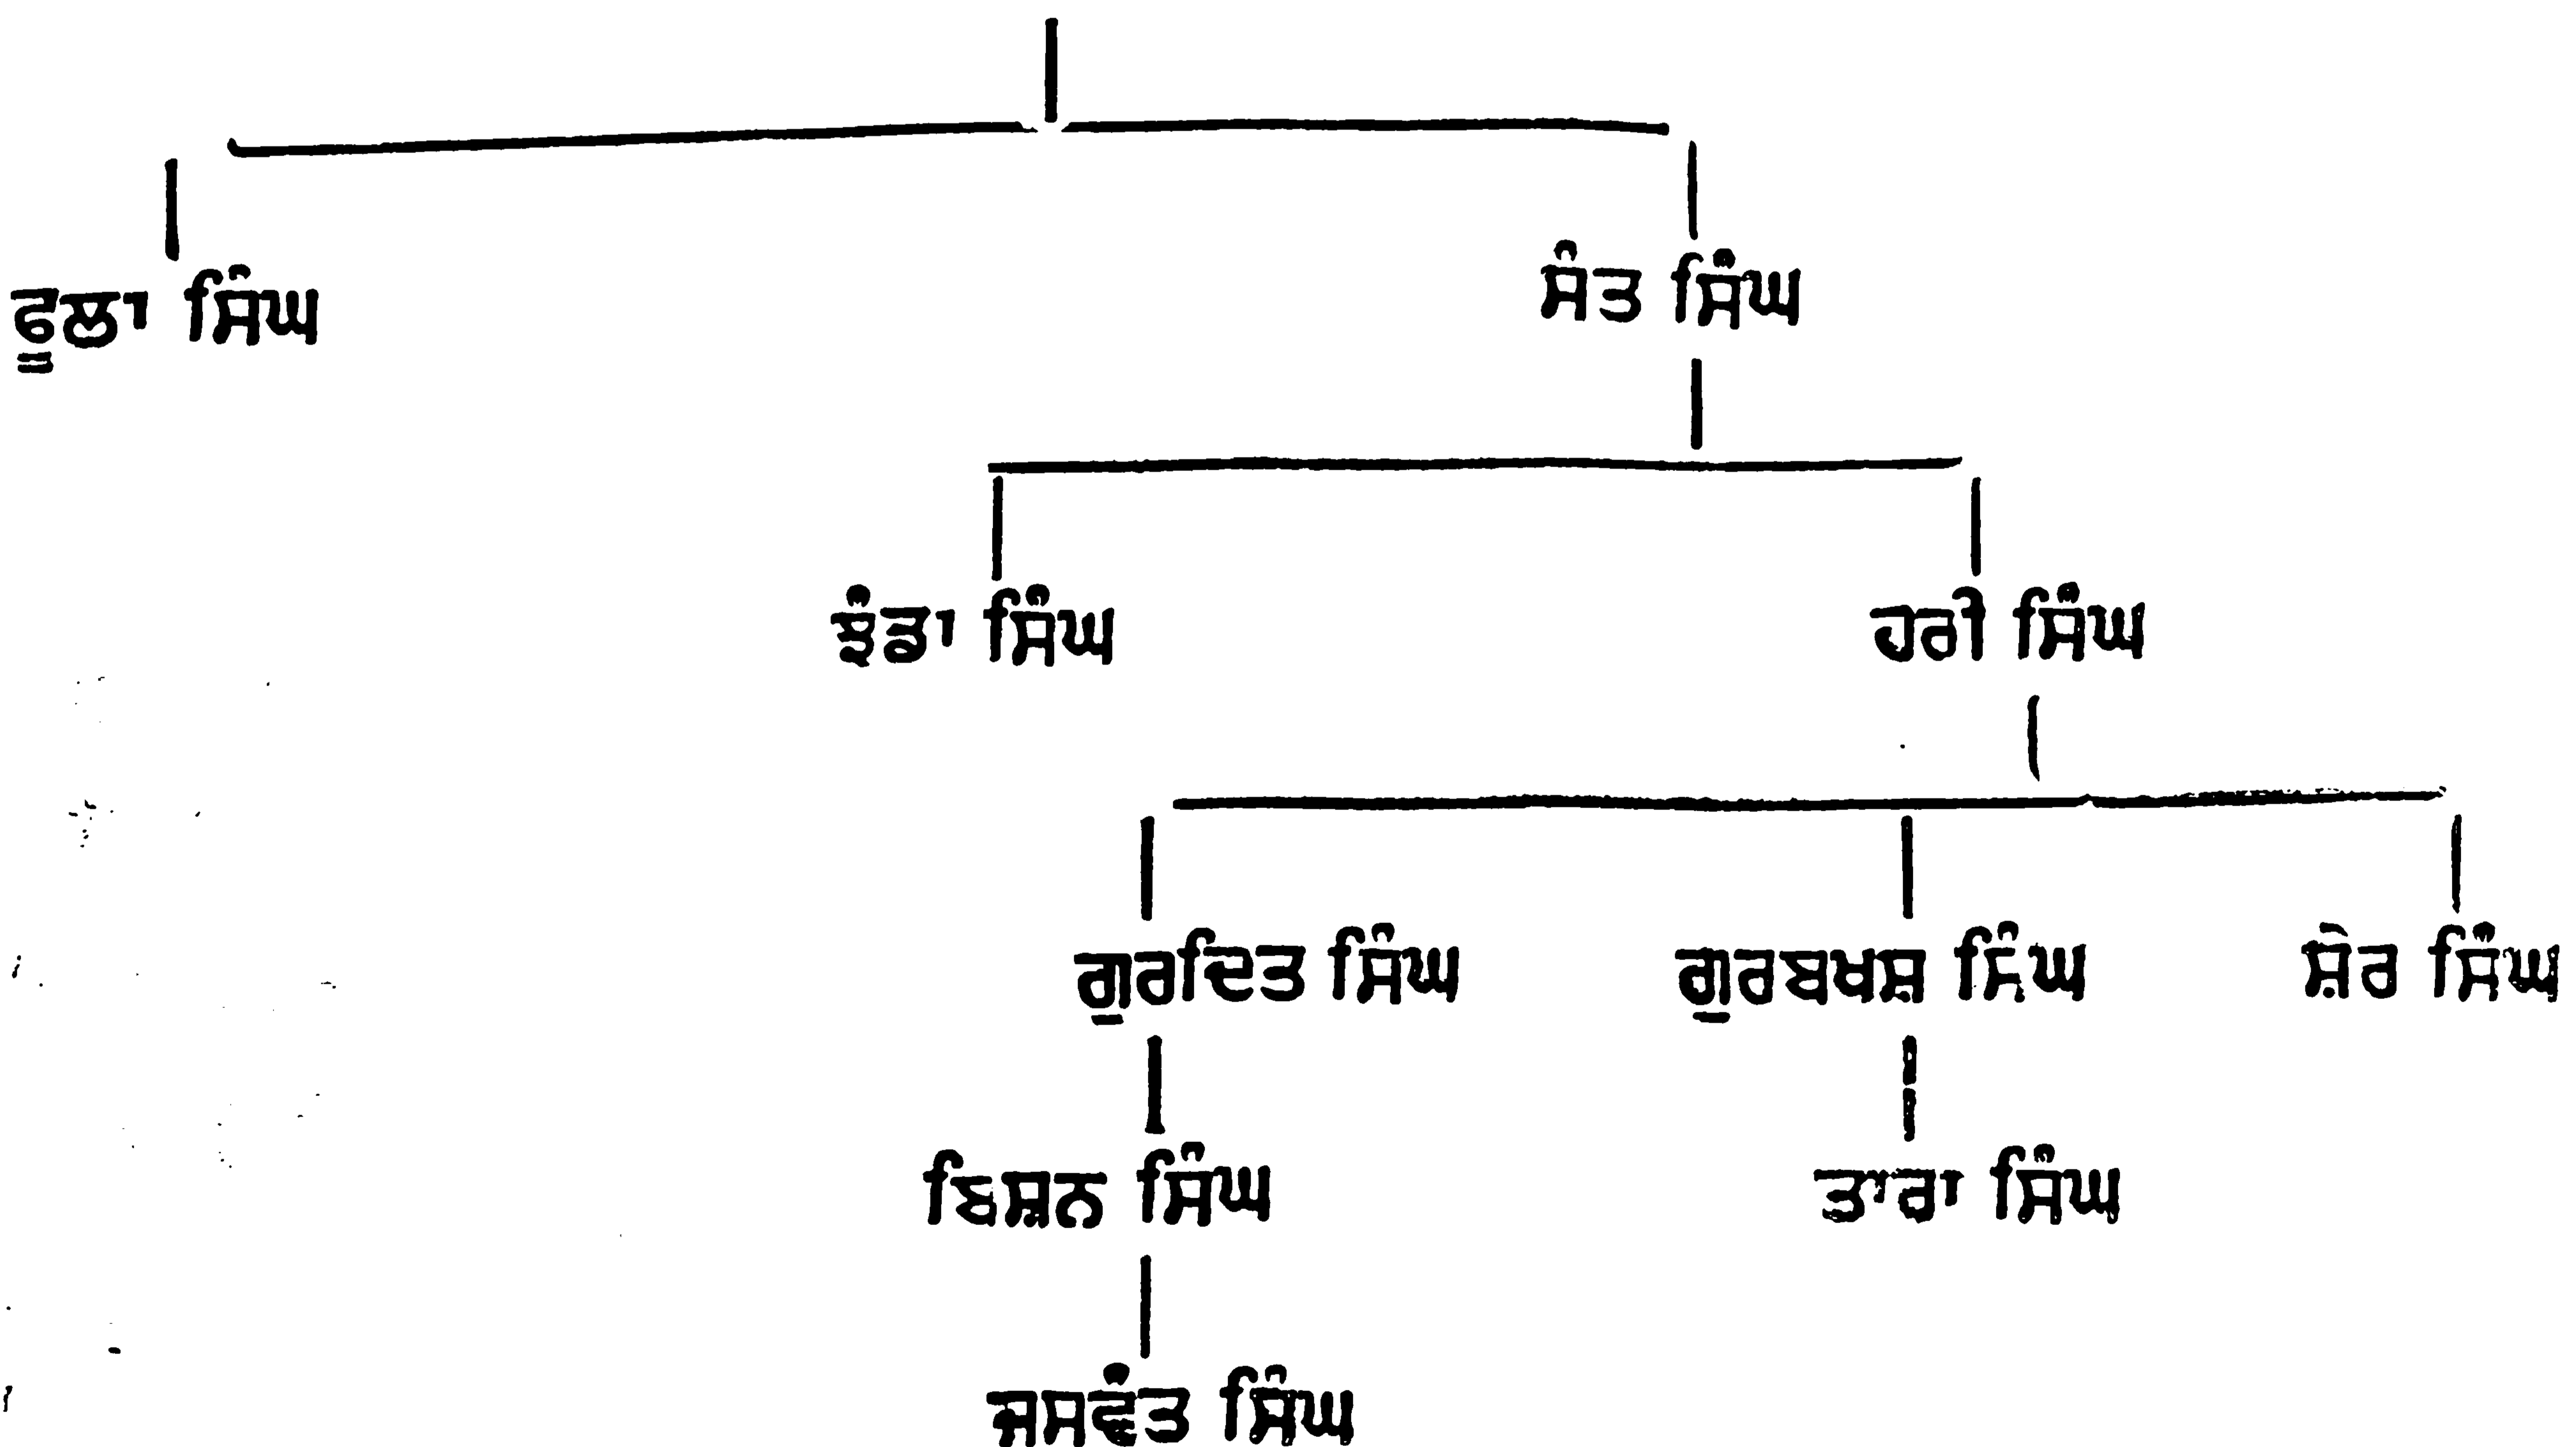 ਫੂਲਾ ਸਿੰਘ ਸੰਤ ਸਿੰਘ
ਝੰਡਾ ਸਿੰਘ ਹਰੀ ਸਿੰਘ
ਗੁਰਦਿਤ ਸਿੰਘ ਗੁਰਬਖਸ਼ ਸਿੰਘ ਸ਼ੇਰ ਸਿੰਘ
ਬਿਸ਼ਨ ਸਿੰਘ ਤਾਰਾ ਸਿੰਘ
ਜਸਵੰਤ ਸਿੰਘ